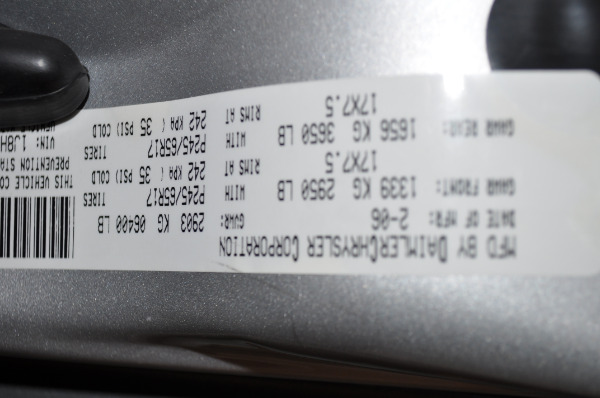 MFD BY DAIMLERCHRYSLER CORPORATION
DATE OF MFR: 2-06 GVWR: 2903 KG 06400 LB
GAWR FRONT: 1339 KG 2950 LB WITH P245/65R17 TIRES
17X7.5 RIMS AT 242 KPA ( 35 PSI) COLD
GAWR REAR: 1656 KG 3650 LB WITH P245/65R17 TIRES
17X7.5 RIMS AT 242 KPA ( 35 PSI) COLD
THIS VEHICLE CO
PREVENTION STA
VIN: 1J8H